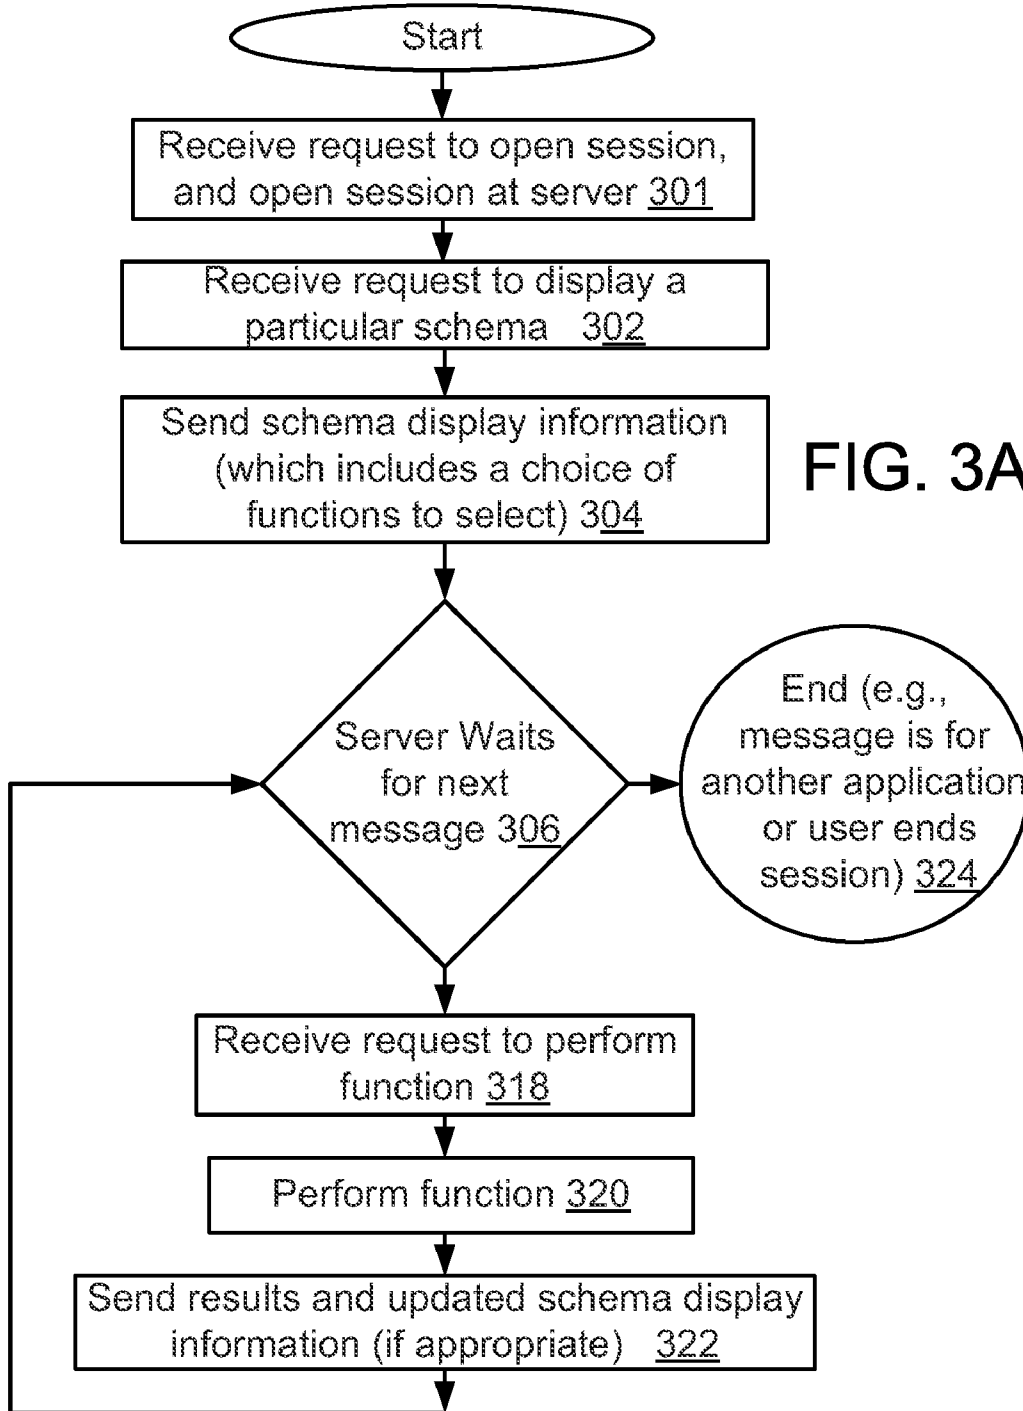 Start
Receive request to open session,
and open session at server 301
Receive request to display a
particular schema 302
Send schema display information
(which includes a choice of
functions to select) 304
FIG. 3A
Server Waits
for next
message 306
End (e.g.,
message is for
another application
or user ends
session) 324
Receive request to perform
function 318
Perform function 320
Send results and updated schema display
information (if appropriate) 322